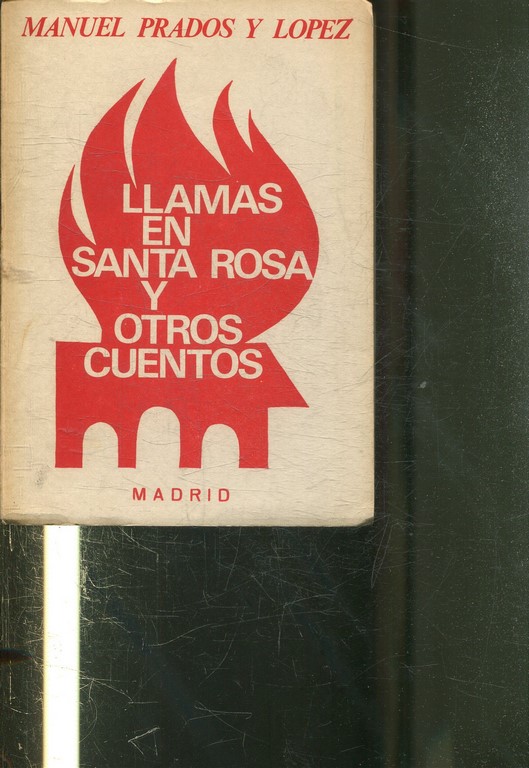 MANUEL PRADOS Y LOPEZ
LLAMAS
EN
SANTA ROSA
Y
OTROS
CUENTOS
MADRID